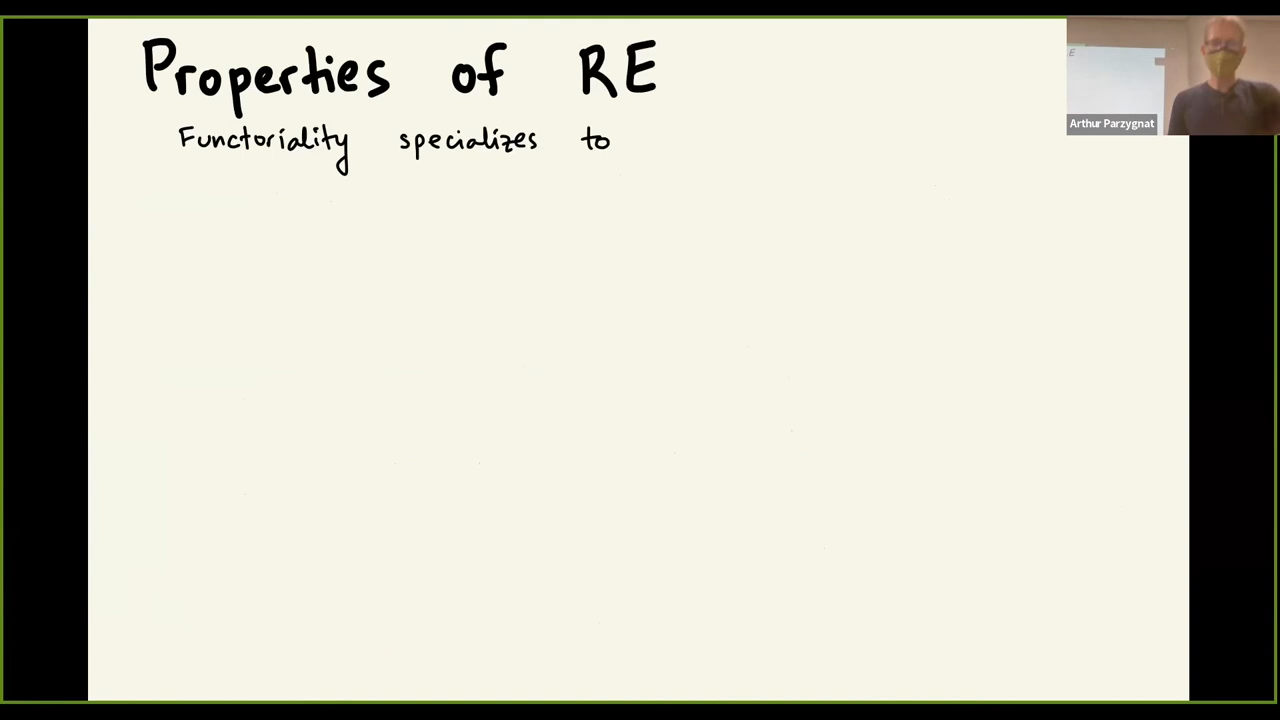 Properties of RE
Functoriality specializes to
E
Arthur Parzygnat